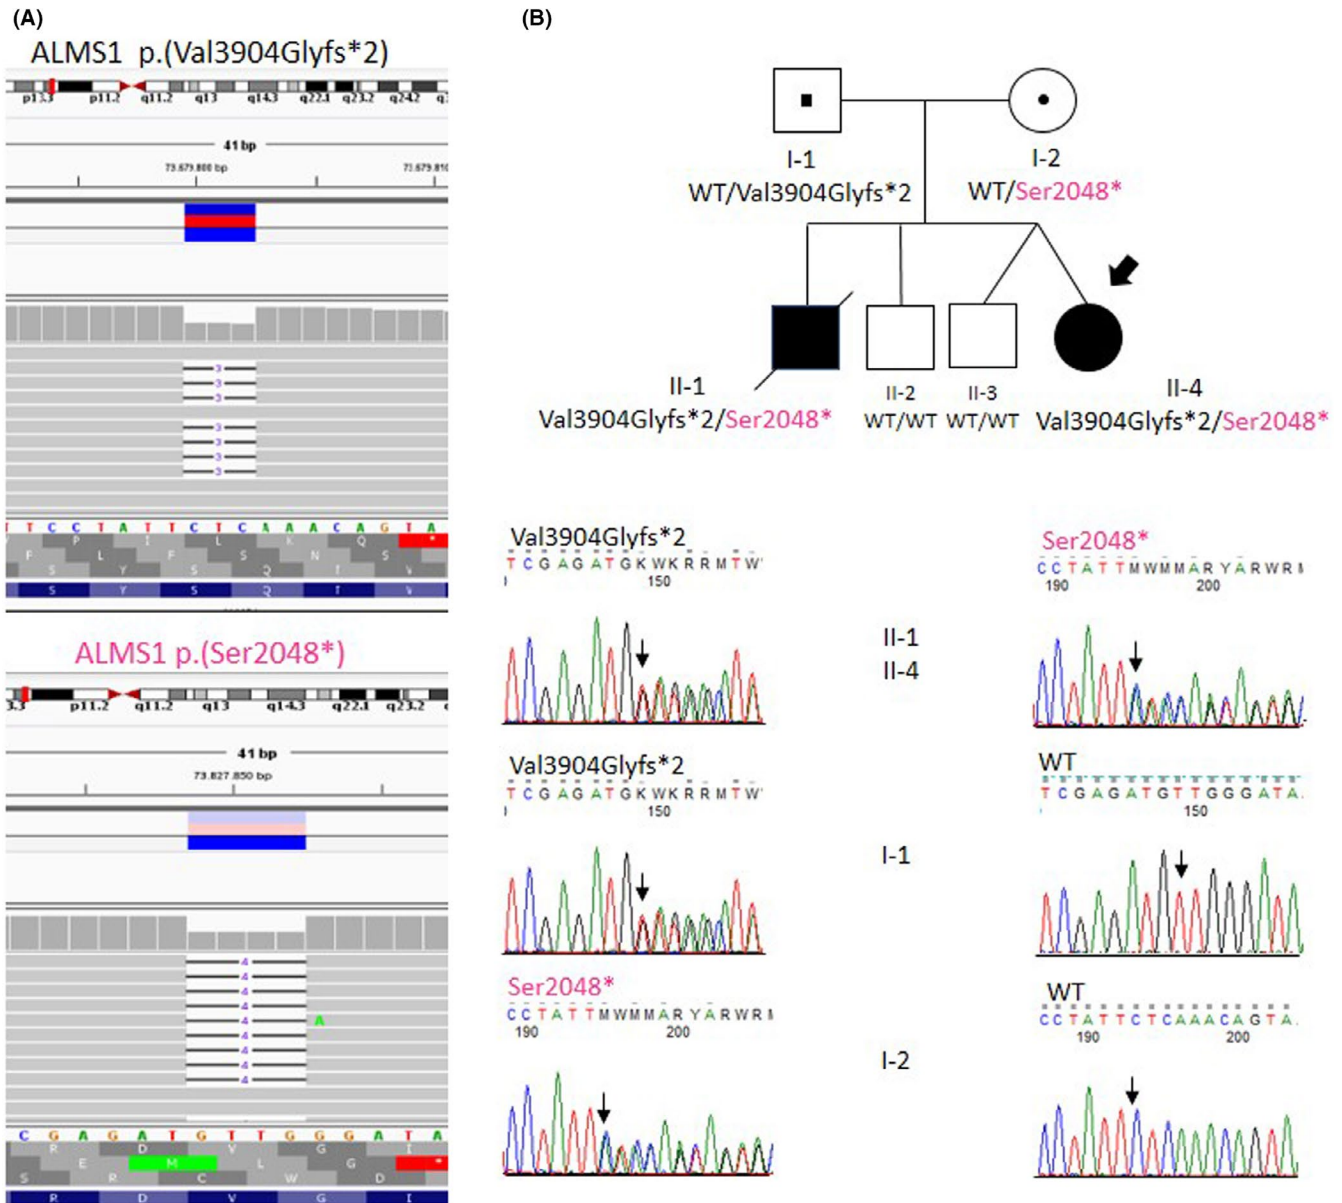 (A)
ALMS1 p.(Val3904Glyfs*2)
p13.3 p11.2 q11.2 q13 q14.3 q22.1 q23.2 q24.2
41 bp
73.679.800 bp 73.679.810
3
3
3
3
3
3
3
T C C T A T T C T C A A A C A G T A
P I L K Q *
F L F S N S
S Y S Q T V
S Y S Q T V
ALMS1 p.(Ser2048*)
3.3 p11.2 q11.2 q13 q14.3 q22.1 q23.2
41 bp
73.827.850 bp
4
4
4
4
4
A
4
4
4
4
C G A G A T G T T G G G A T A
R D V G I
E M L G *
S R C W D
R D V G I
(B)
I-1 I-2
WT/Val3904Glyfs*2 WT/Ser2048*
II-1 II-2 II-3 II-4
Val3904Glyfs*2/Ser2048* WT/WT WT/WT Val3904Glyfs*2/Ser2048*
Val3904Glyfs*2 Ser2048*
T C G A G A T G K W K R R M T W
150
C C T A T T M W M M A R Y A R W R M
190 200
II-1
II-4
Val3904Glyfs*2 WT
T C G A G A T G K W K R R M T W
150
T C G A G A T G T T G G G A T A
150
I-1
Ser2048* WT
C C T A T T M W M M A R Y A R W R M
190 200
C C T A T T C T C A A A C A G T A
190 200
I-2